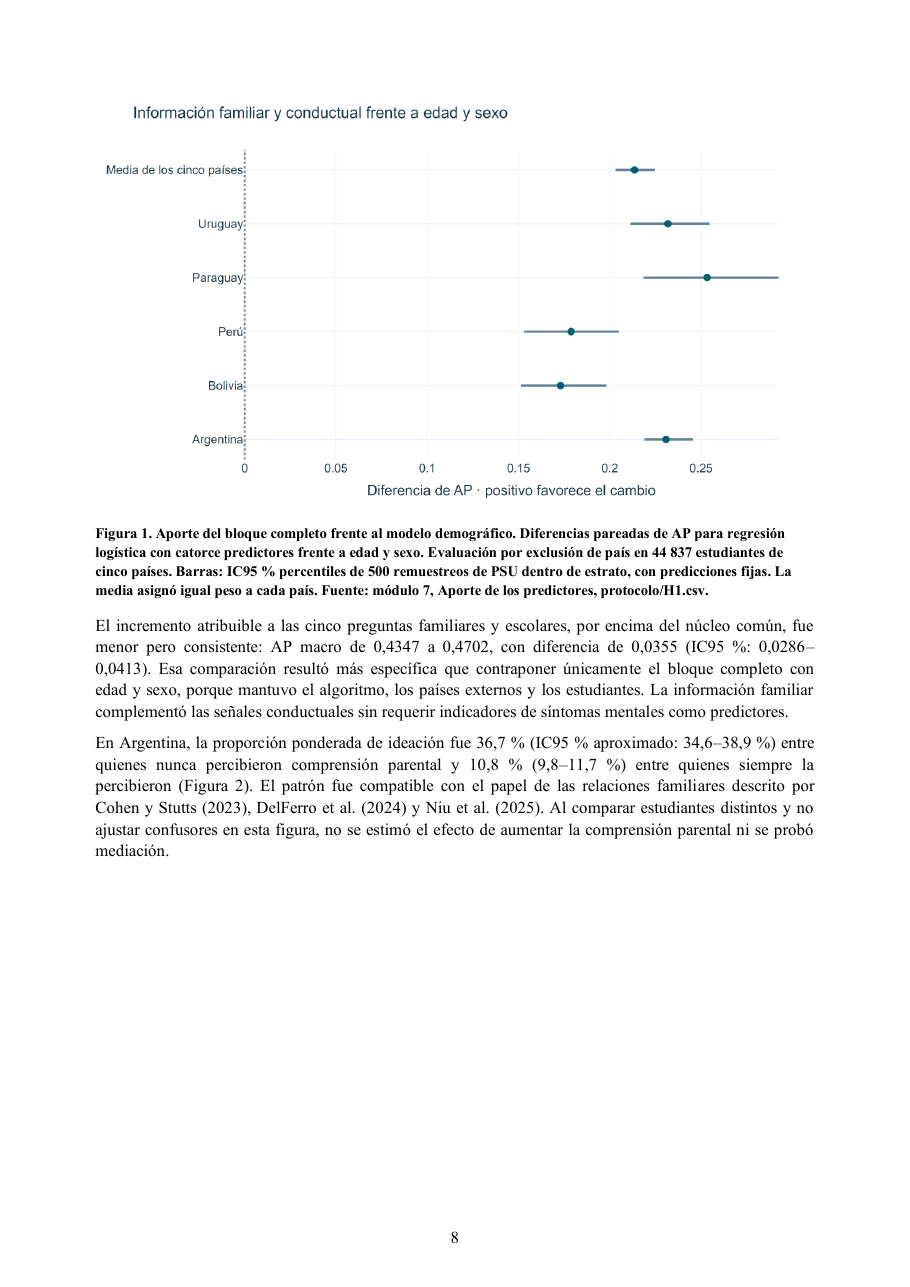 Información familiar y conductual frente a edad y sexo
Media de los cinco países
Uruguay
Paraguay
Perú
Bolivia
Argentina
0 0.05 0.1 0.15 0.2 0.25
Diferencia de AP · positivo favorece el cambio
Figura 1. Aporte del bloque completo frente al modelo demográfico. Diferencias pareadas de AP para regresión
logística con catorce predictores frente a edad y sexo. Evaluación por exclusión de país en 44 837 estudiantes de
cinco países. Barras: IC95 % percentiles de 500 remuestreos de PSU dentro de estrato, con predicciones fijas. La
media asignó igual peso a cada país. Fuente: módulo 7, Aporte de los predictores, protocolo/H1.csv.
El incremento atribuible a las cinco preguntas familiares y escolares, por encima del núcleo común, fue
menor pero consistente: AP macro de 0,4347 a 0,4702, con diferencia de 0,0355 (IC95 %: 0,0286–
0,0413). Esa comparación resultó más específica que contraponer únicamente el bloque completo con
edad y sexo, porque mantuvo el algoritmo, los países externos y los estudiantes. La información familiar
complementó las señales conductuales sin requerir indicadores de síntomas mentales como predictores.
En Argentina, la proporción ponderada de ideación fue 36,7 % (IC95 % aproximado: 34,6–38,9 %) entre
quienes nunca percibieron comprensión parental y 10,8 % (9,8–11,7 %) entre quienes siempre la
percibieron (Figura 2). El patrón fue compatible con el papel de las relaciones familiares descrito por
Cohen y Stutts (2023), DelFerro et al. (2024) y Niu et al. (2025). Al comparar estudiantes distintos y no
ajustar confusores en esta figura, no se estimó el efecto de aumentar la comprensión parental ni se probó
mediación.
8